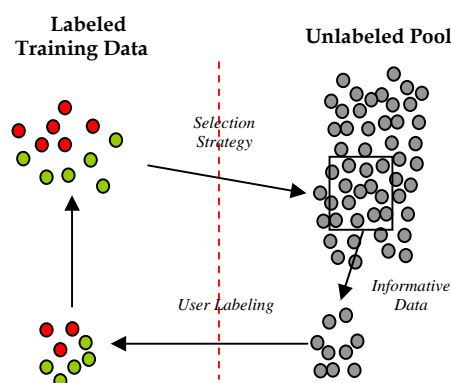 Labeled
Training Data
Unlabeled Pool
Selection
Strategy
Informative
Data
User Labeling